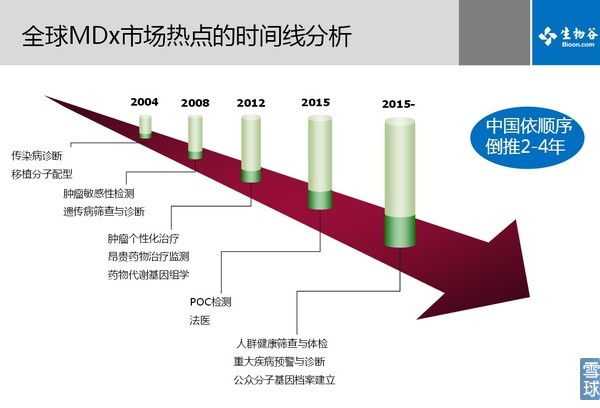 全球MDx市场热点的时间线分析
生物谷
Bioon.com
2004
2008
2012
2015
2015-
中国依顺序
倒推2-4年
传染病诊断
移植分子配型
肿瘤敏感性检测
遗传病筛查与诊断
肿瘤个性化治疗
昂贵药物治疗监测
药物代谢基因组学
POC检测
法医
人群健康筛查与体检
重大疾病预警与诊断
公众分子基因档案建立
雪球